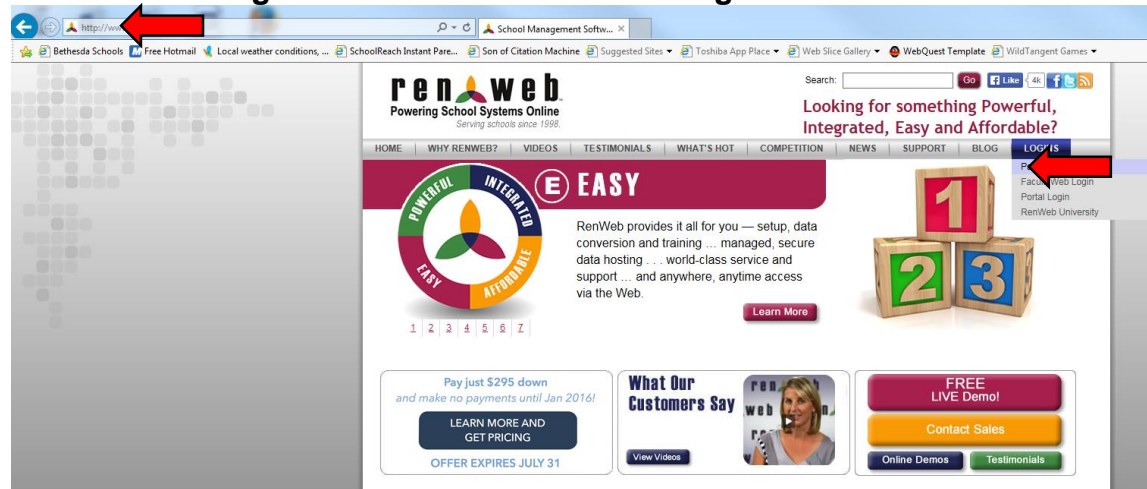 http://ww
School Management Softw...
Bethesda Schools Free Hotmail Local weather conditions, ... SchoolReach Instant Pare... Son of Citation Machine Suggested Sites Toshiba App Place Web Slice Gallery WebQuest Template WildTangent Games
ren web
Powering School Systems Online
Serving schools since 1998.
Search: Go Like 4k
Looking for something Powerful,
Integrated, Easy and Affordable?
HOME WHY RENWEB? VIDEOS TESTIMONIALS WHAT'S HOT COMPETITION NEWS SUPPORT BLOG LOGINS
Web Login
Portal Login
RenWeb University
POWERFUL INTEGRATED
EASY AFFORDABLE
E EASY
RenWeb provides it all for you — setup, data
conversion and training ... managed, secure
data hosting . . . world-class service and
support ... and anywhere, anytime access
via the Web.
Learn More
1 2 3 4 5 6 7
1
2 3
Pay just $295 down
and make no payments until Jan 2016!
LEARN MORE AND
GET PRICING
OFFER EXPIRES JULY 31
What Our
Customers Say
View Videos
ren
web
FREE
LIVE Demo!
Contact Sales
Online Demos Testimonials